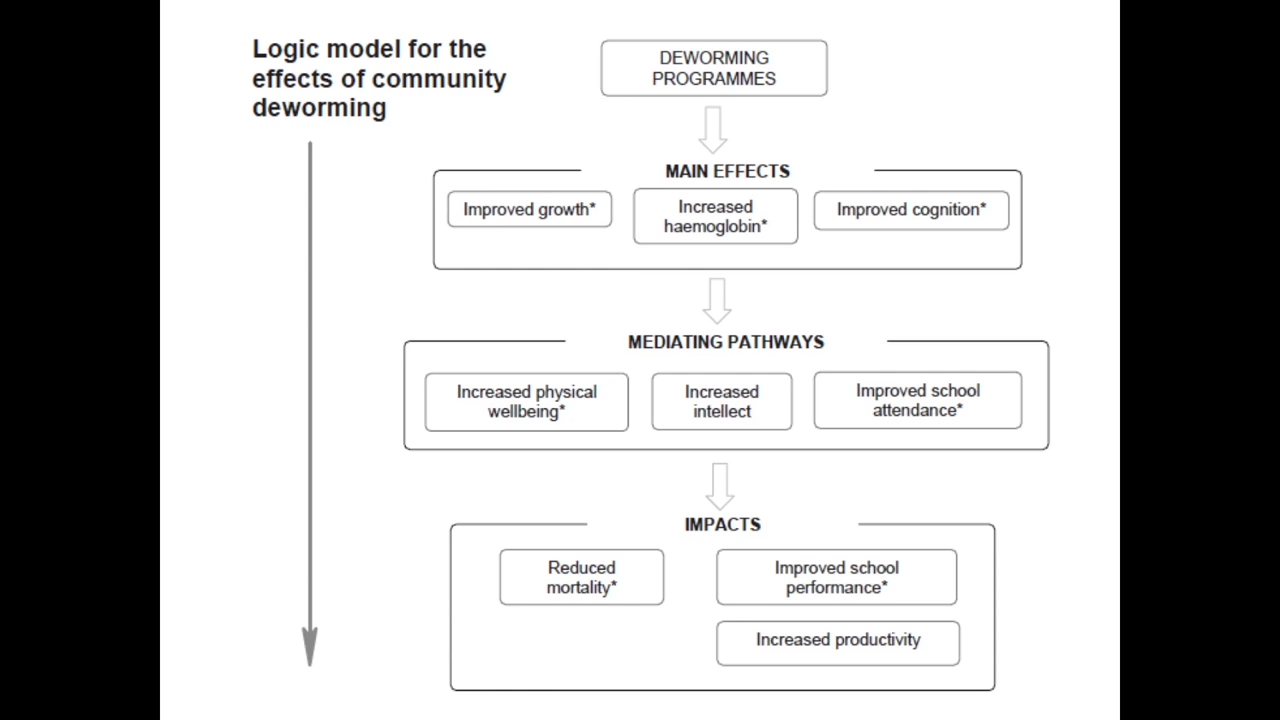 Logic model for the
effects of community
deworming
DEWORMING
PROGRAMMES
MAIN EFFECTS
Improved growth*
Increased
haemoglobin*
Improved cognition*
MEDIATING PATHWAYS
Increased physical
wellbeing*
Increased
intellect
Improved school
attendance*
IMPACTS
Reduced
mortality*
Improved school
performance*
Increased productivity